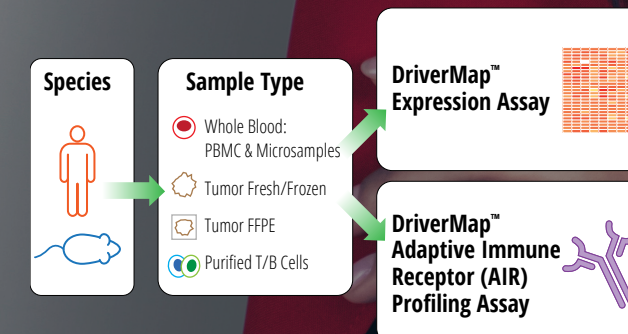 Species
Sample Type
Whole Blood:
PBMC & Microsamples
Tumor Fresh/Frozen
Tumor FFPE
Purified T/B Cells
DriverMap™
Expression Assay
DriverMap™
Adaptive Immune
Receptor (AIR)
Profiling Assay